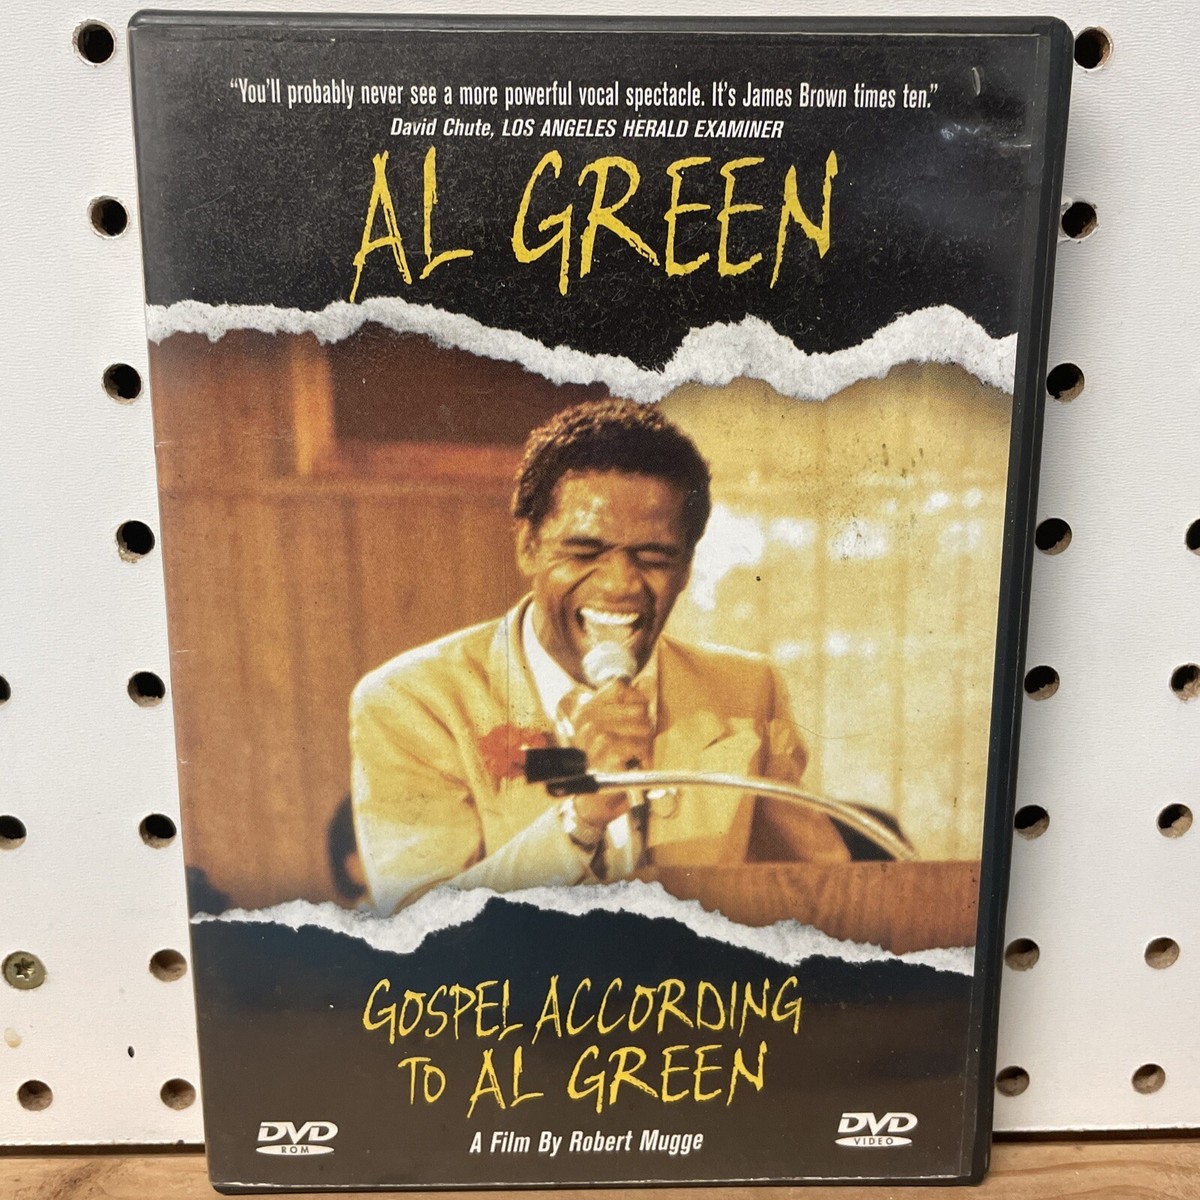 “You’ll probably never see a more powerful vocal spectacle. It’s James Brown times ten.”
David Chute, LOS ANGELES HERALD EXAMINER
AL GREEN
GOSPEL ACCORDING
TO AL GREEN
DVD
ROM
A Film By Robert Mugge
DVD
VIDEO